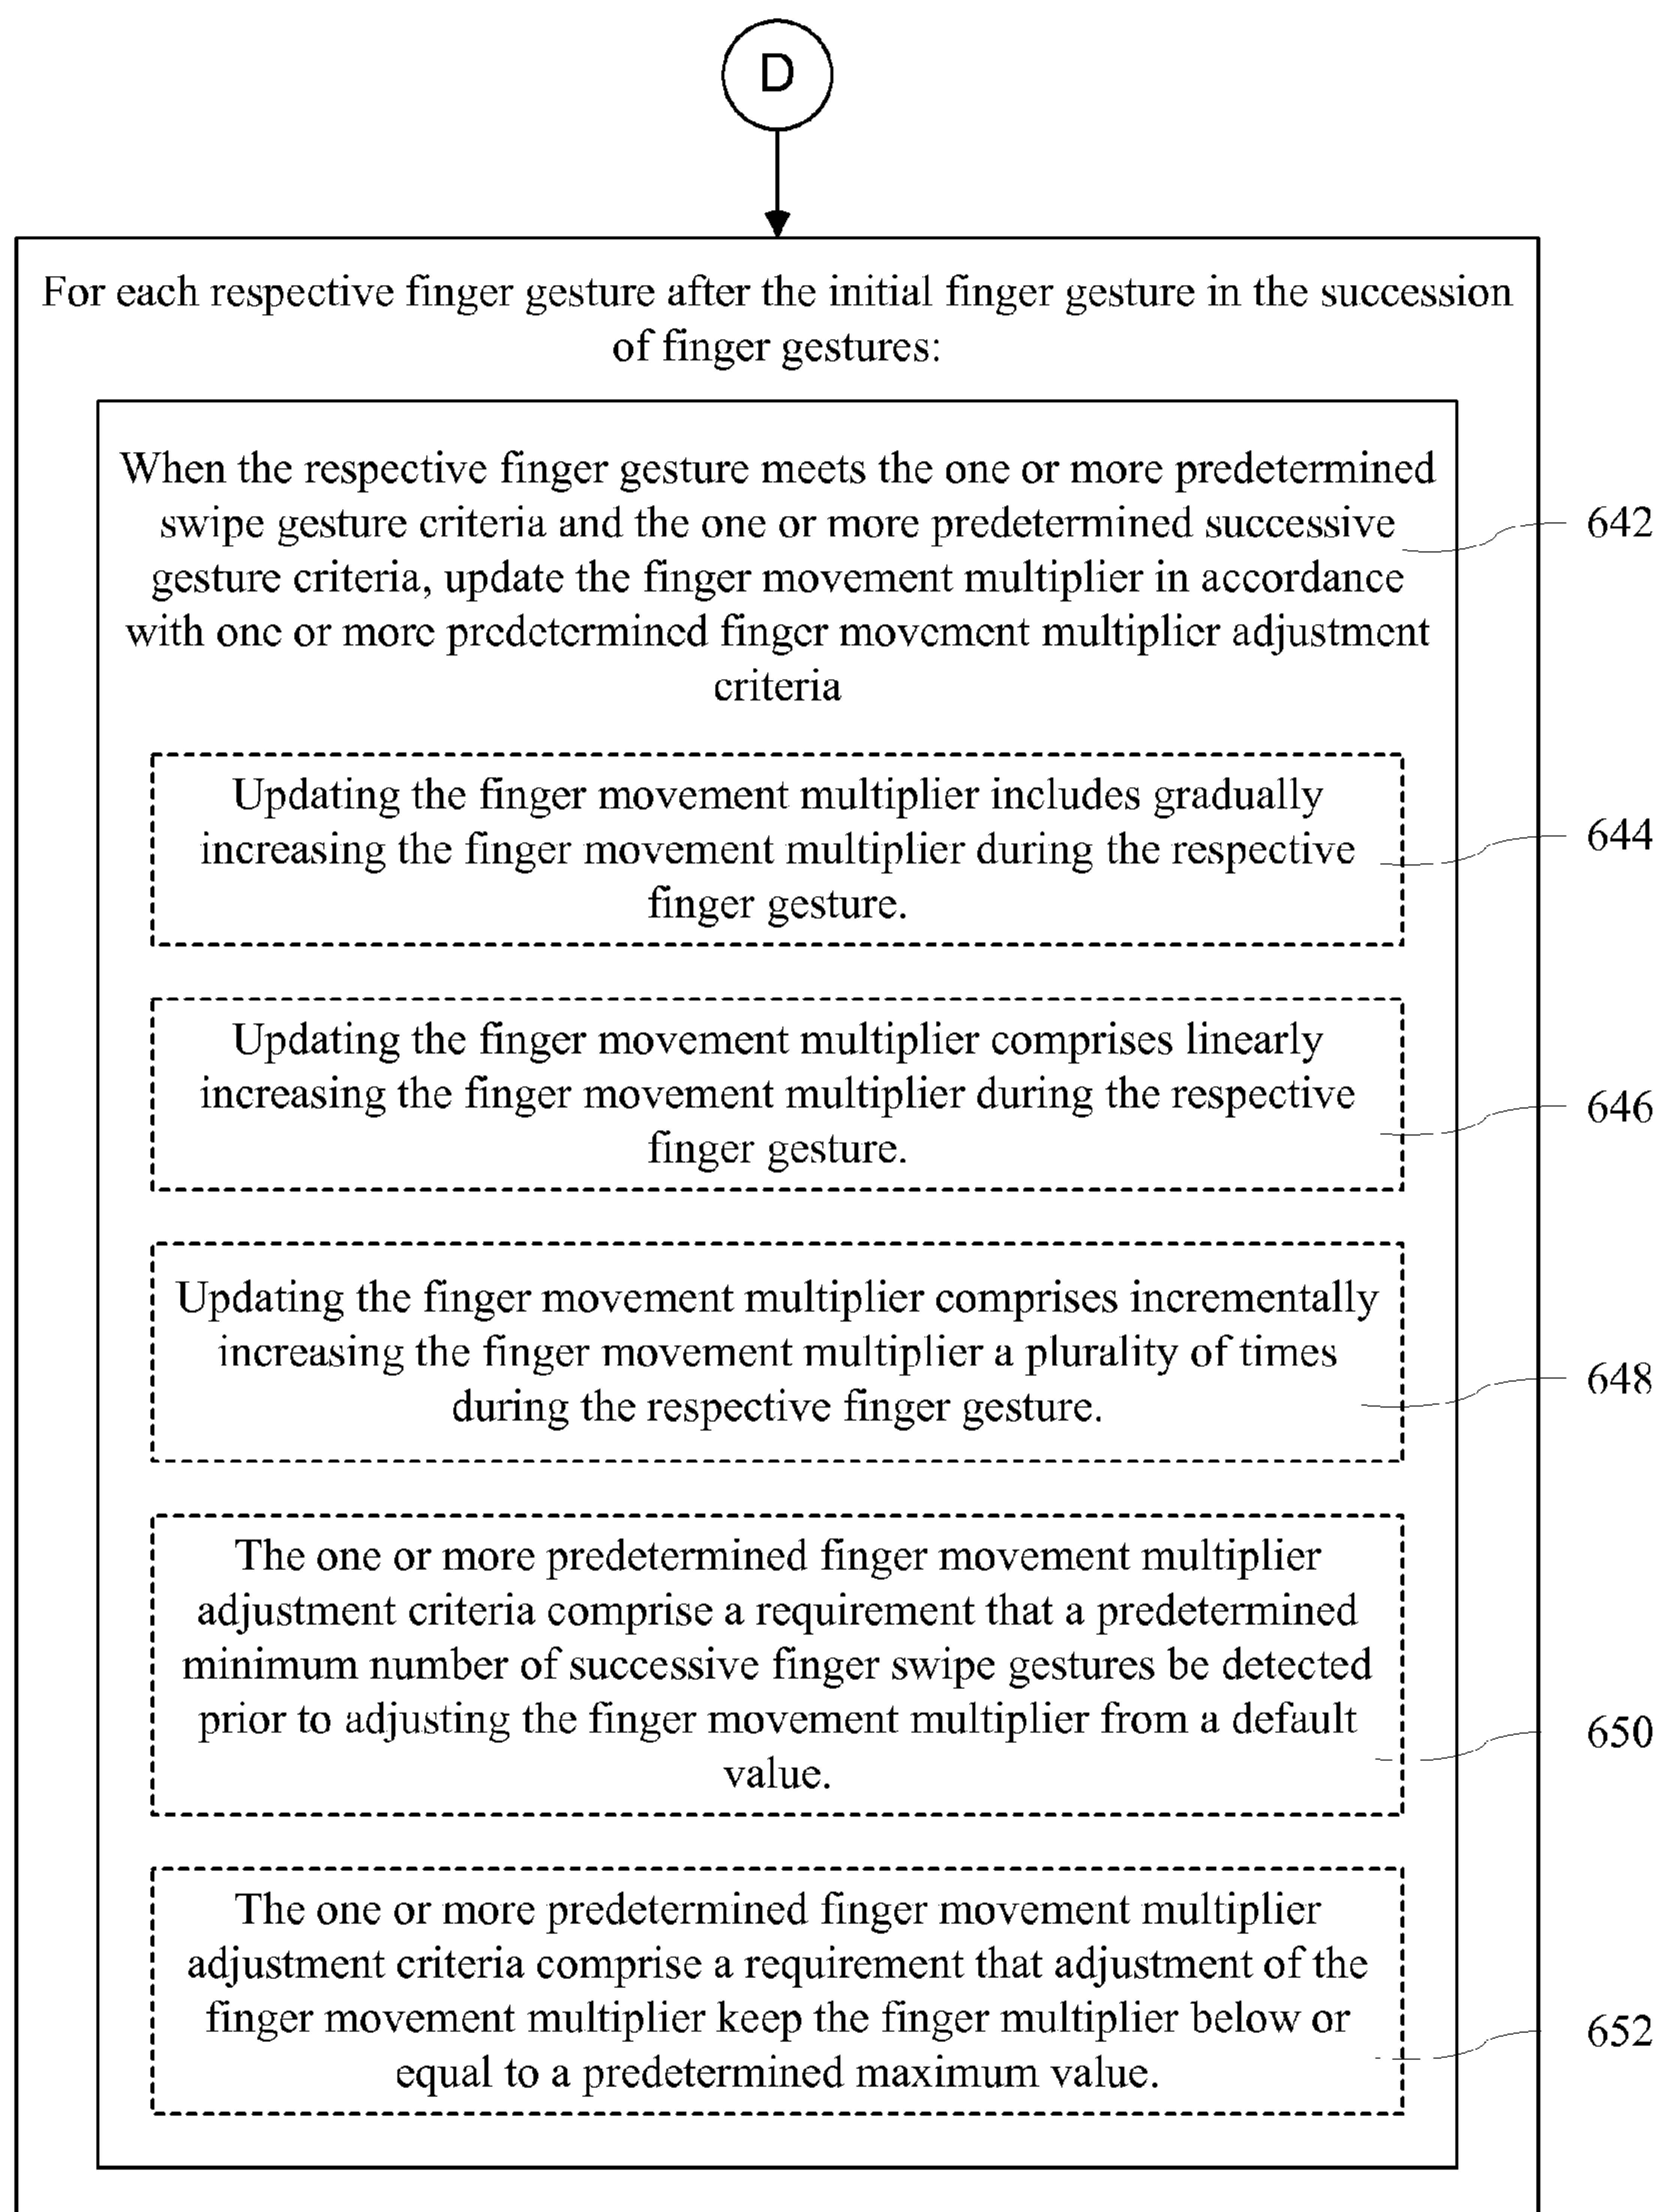 D
For each respective finger gesture after the initial finger gesture in the succession
of finger gestures:
When the respective finger gesture meets the one or more predetermined
swipe gesture criteria and the one or more predetermined successive
gesture criteria, update the finger movement multiplier in accordance
with one or more predetermined finger movement multiplier adjustment
criteria
642
Updating the finger movement multiplier includes gradually
increasing the finger movement multiplier during the respective
finger gesture.
644
Updating the finger movement multiplier comprises linearly
increasing the finger movement multiplier during the respective
finger gesture.
646
Updating the finger movement multiplier comprises incrementally
increasing the finger movement multiplier a plurality of times
during the respective finger gesture.
648
The one or more predetermined finger movement multiplier
adjustment criteria comprise a requirement that a predetermined
minimum number of successive finger swipe gestures be detected
prior to adjusting the finger movement multiplier from a default
value.
650
The one or more predetermined finger movement multiplier
adjustment criteria comprise a requirement that adjustment of the
finger movement multiplier keep the finger multiplier below or
equal to a predetermined maximum value.
652